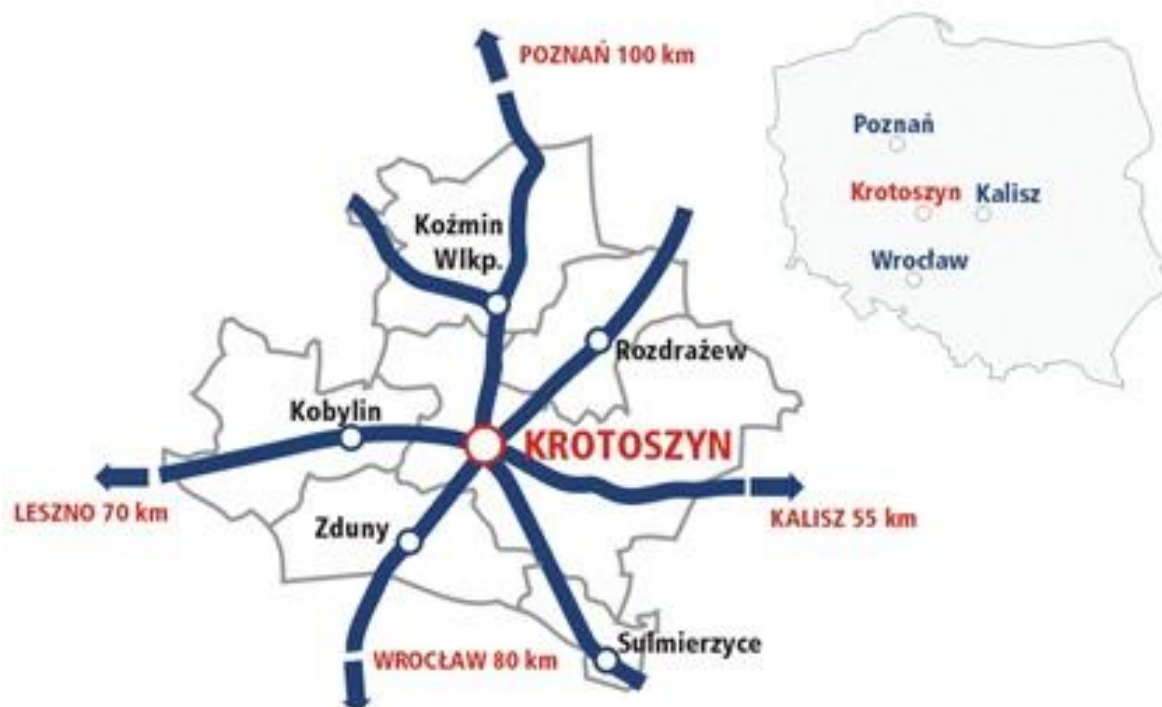 POZNAŃ 100 km
Poznań
Krotoszyn
Kalisz
Wrocław
Koźmin
Wlkp.
Rozdrażew
Kobylin
KROTOSZYN
LESZNO 70 km
KALISZ 55 km
Zduny
Sulmierzyce
WROCŁAW 80 km